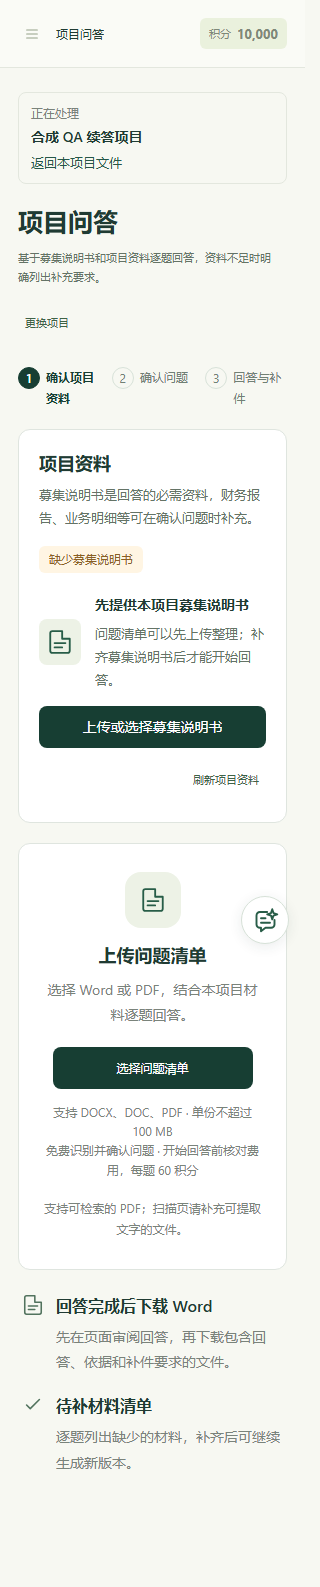 项目问答
积分 10,000
正在处理
合成 QA 续答项目
返回本项目文件
项目问答
基于募集说明书和项目资料逐题回答，资料不足时明
确列出补充要求。
更换项目
1 确认项目
资料
2 确认问题
3 回答与补
件
项目资料
募集说明书是回答的必需资料，财务报
告、业务明细等可在确认问题时补充。
缺少募集说明书
先提供本项目募集说明书
问题清单可以先上传整理；补
齐募集说明书后才能开始回
答。
上传或选择募集说明书
刷新项目资料
上传问题清单
选择 Word 或 PDF，结合本项目材
料逐题回答。
选择问题清单
支持 DOCX、DOC、PDF · 单份不超过
100 MB
免费识别并确认问题 · 开始回答前核对费
用，每题 60 积分
支持可检索的 PDF；扫描页请补充可提取
文字的文件。
回答完成后下载 Word
先在页面审阅回答，再下载包含回
答、依据和补件要求的文件。
待补材料清单
逐题列出缺少的材料，补齐后可继续
生成新版本。